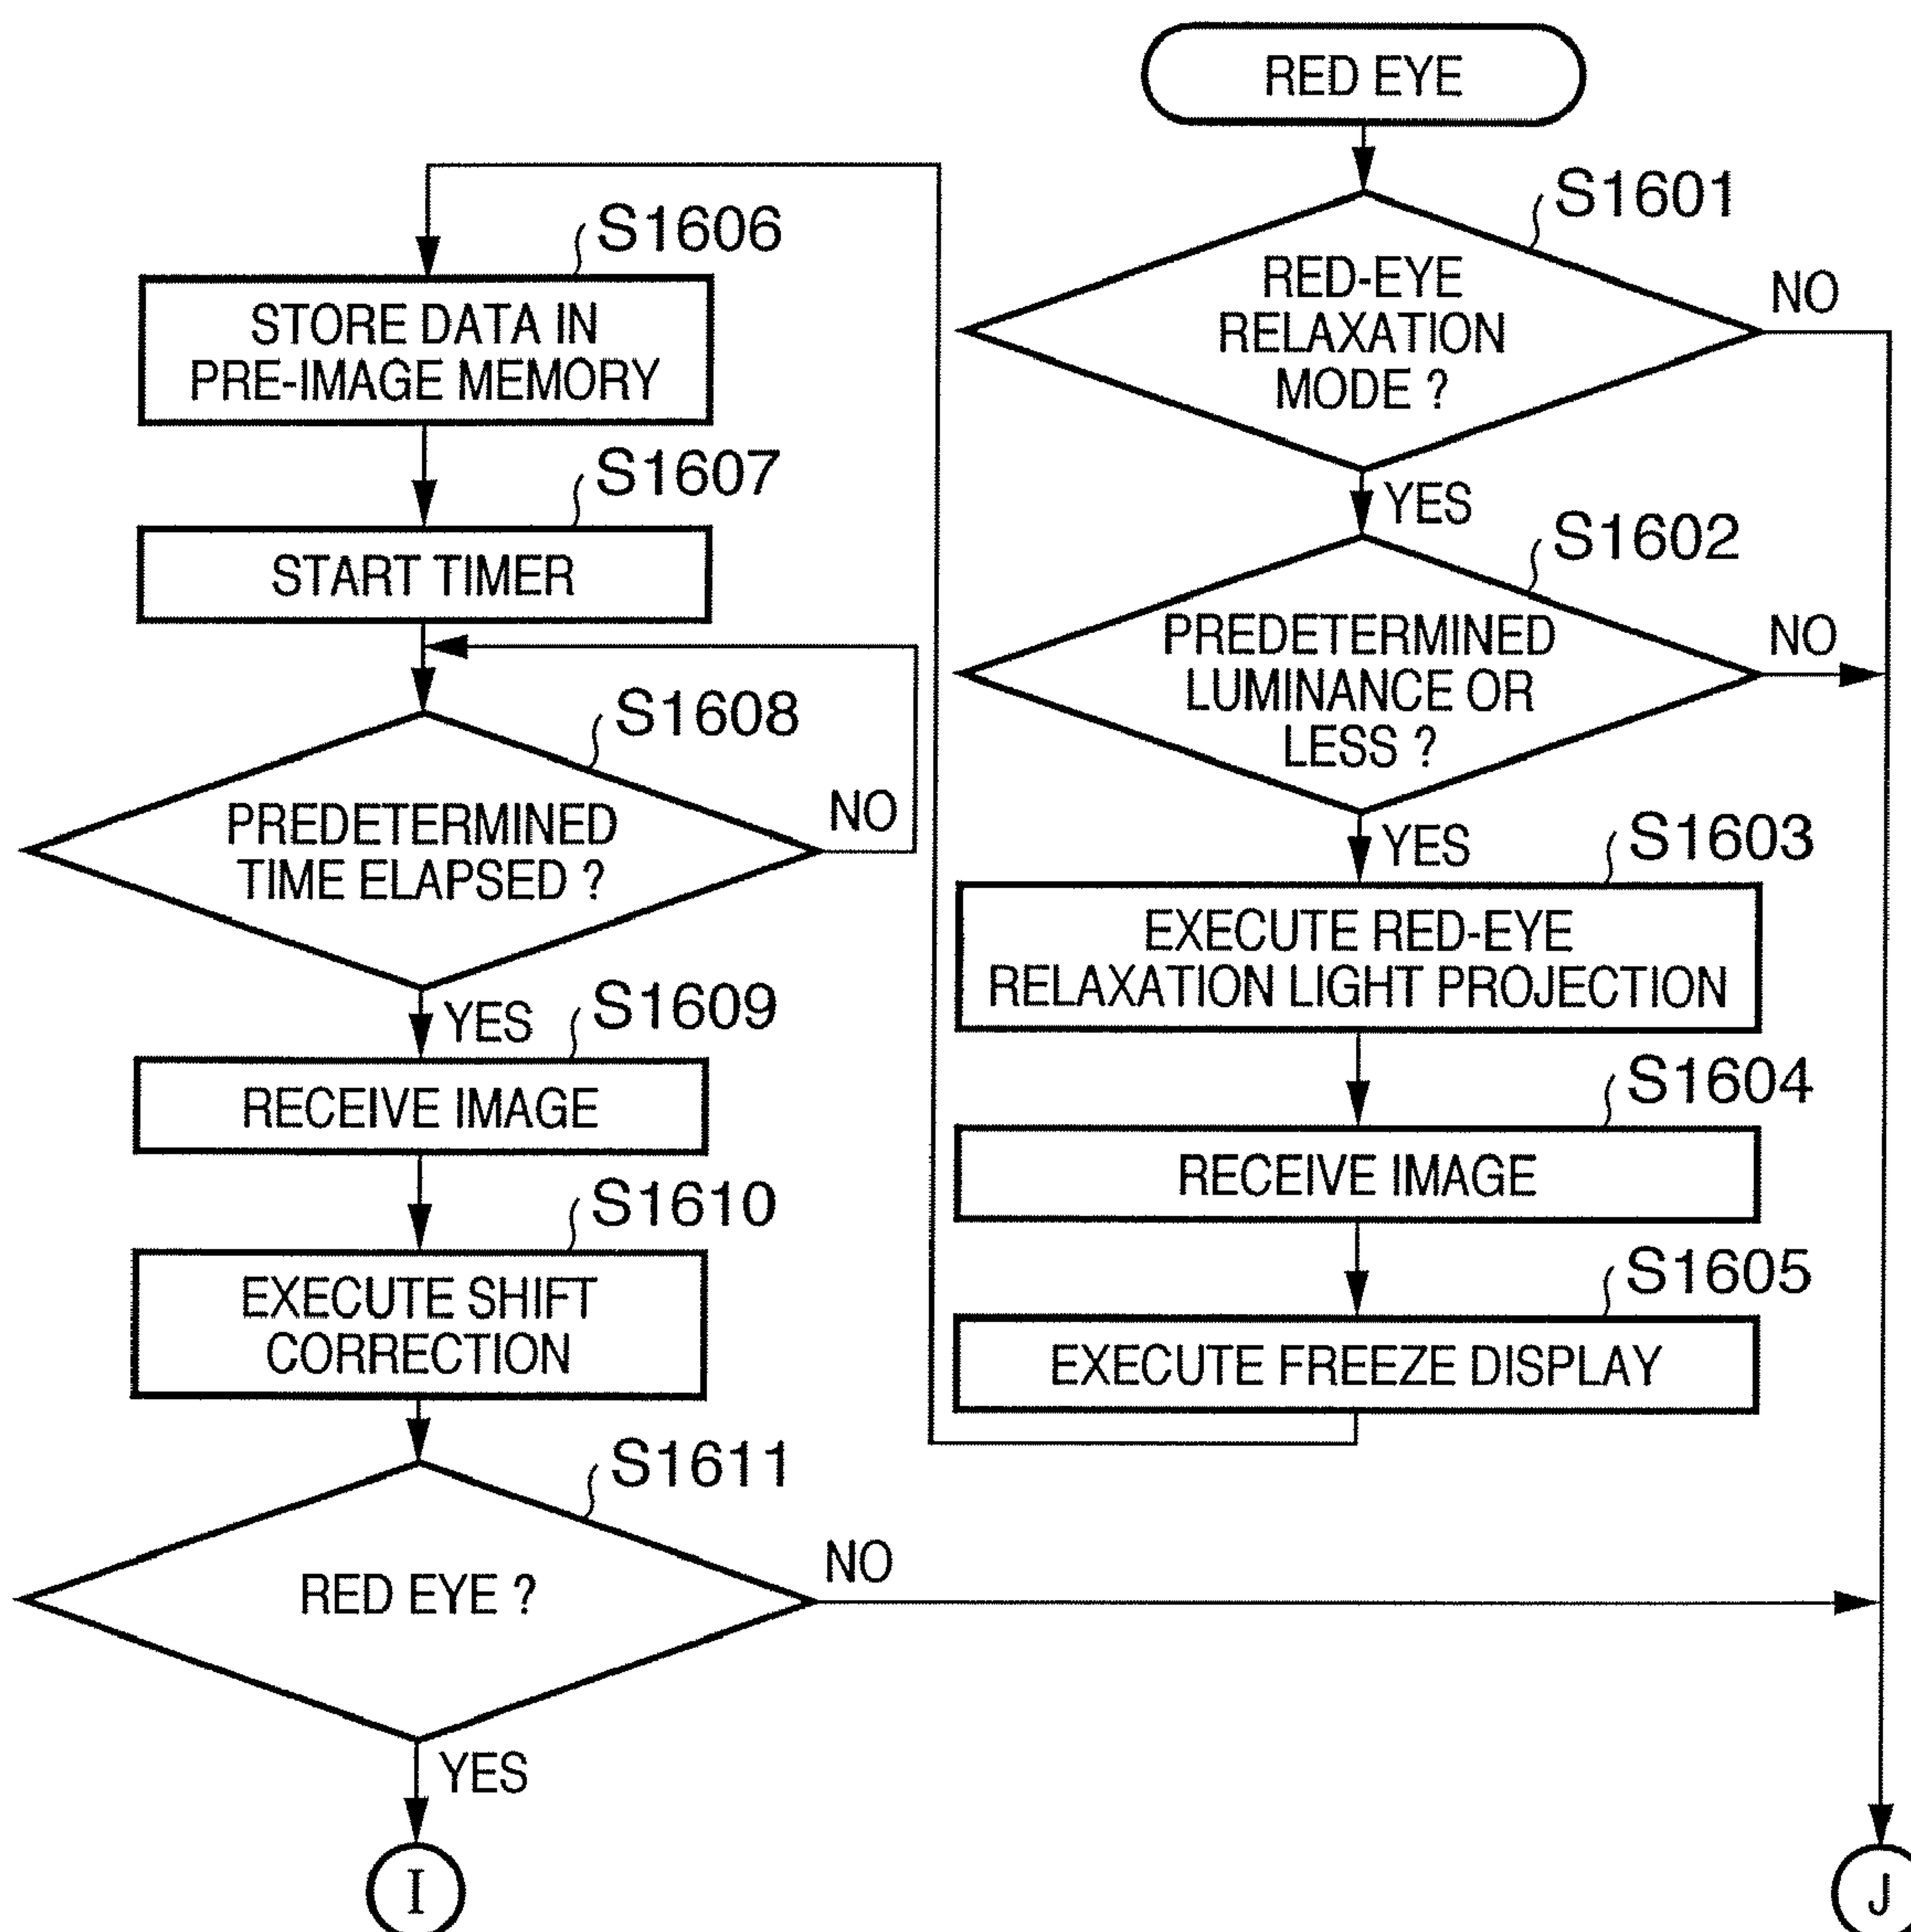 RED EYE
S1601
RED-EYE
RELAXATION
MODE ?
NO
YES
S1602
PREDETERMINED
LUMINANCE OR
LESS ?
NO
YES
S1603
EXECUTE RED-EYE
RELAXATION LIGHT PROJECTION
S1604
RECEIVE IMAGE
S1605
EXECUTE FREEZE DISPLAY
S1606
STORE DATA IN
PRE-IMAGE MEMORY
S1607
START TIMER
S1608
PREDETERMINED
TIME ELAPSED ?
NO
YES
S1609
RECEIVE IMAGE
S1610
EXECUTE SHIFT
CORRECTION
S1611
RED EYE ?
NO
YES
I
J